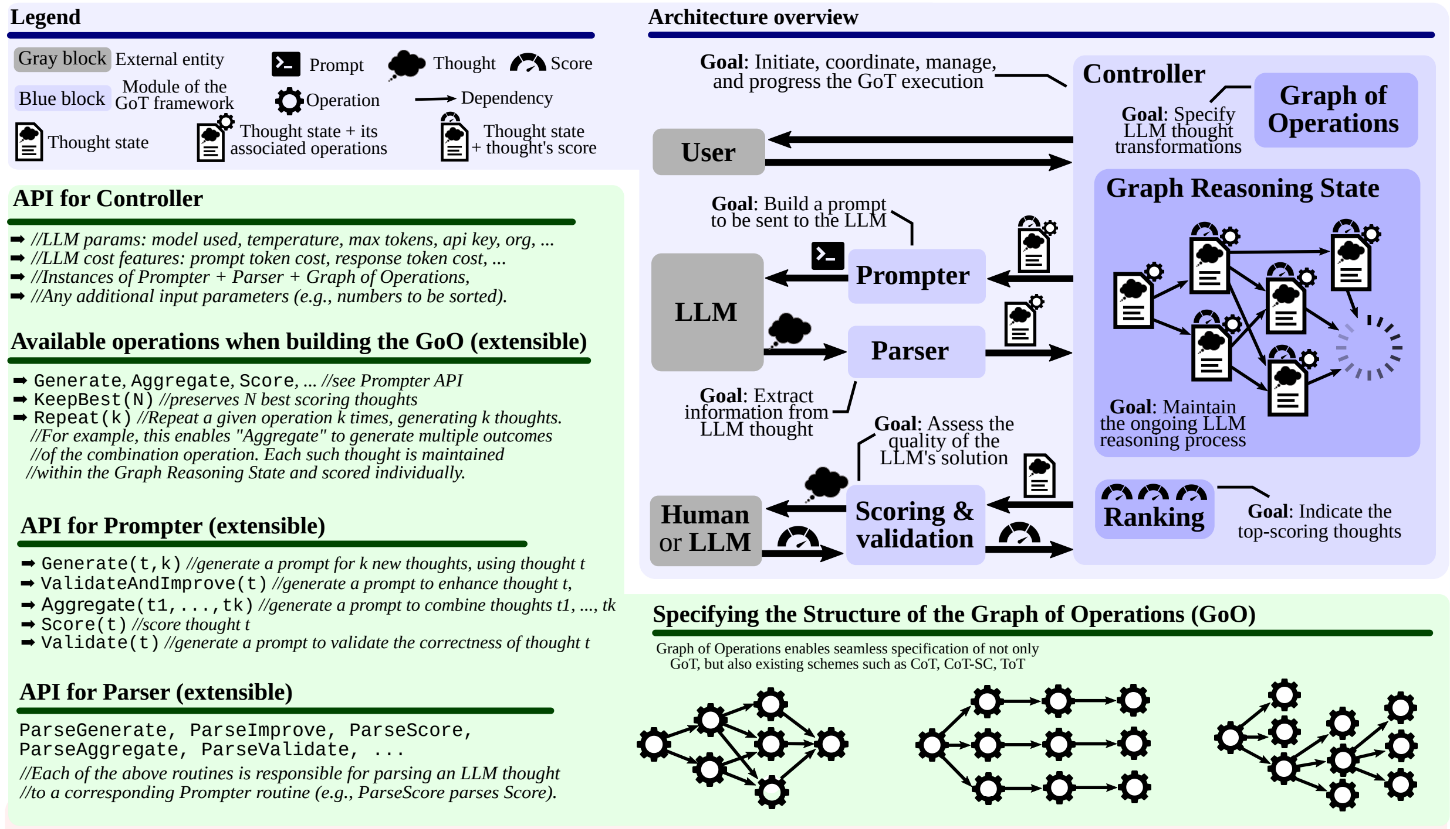 Legend
Gray block External entity
Prompt
Thought
Score
Blue block
Module of the
GoT framework
Operation
Dependency
Thought state
Thought state + its
associated operations
Thought state
+ thought's score
API for Controller
➡ //LLM params: model used, temperature, max tokens, api key, org, ...
➡ //LLM cost features: prompt token cost, response token cost, ...
➡ //Instances of Prompter + Parser + Graph of Operations,
➡ //Any additional input parameters (e.g., numbers to be sorted).
Available operations when building the GoO (extensible)
➡ Generate, Aggregate, Score, ... //see Prompter API
➡ KeepBest(N) //preserves N best scoring thoughts
➡ Repeat(k) //Repeat a given operation k times, generating k thoughts.
//For example, this enables "Aggregate" to generate multiple outcomes
//of the combination operation. Each such thought is maintained
//within the Graph Reasoning State and scored individually.
API for Prompter (extensible)
➡ Generate(t,k) //generate a prompt for k new thoughts, using thought t
➡ ValidateAndImprove(t) //generate a prompt to enhance thought t,
➡ Aggregate(t1,...,tk) //generate a prompt to combine thoughts t1, ..., tk
➡ Score(t) //score thought t
➡ Validate(t) //generate a prompt to validate the correctness of thought t
API for Parser (extensible)
ParseGenerate, ParseImprove, ParseScore,
ParseAggregate, ParseValidate, ...
//Each of the above routines is responsible for parsing an LLM thought
//to a corresponding Prompter routine (e.g., ParseScore parses Score).
Architecture overview
Goal: Initiate, coordinate, manage,
and progress the GoT execution
Controller
Goal: Specify
LLM thought
transformations
Graph of
Operations
User
Graph Reasoning State
Goal: Build a prompt
to be sent to the LLM
LLM
Prompter
Parser
Goal: Extract
information from
LLM thought
Goal: Maintain
the ongoing LLM
reasoning process
Goal: Assess the
quality of the
LLM's solution
Human
or LLM
Scoring &
validation
Ranking
Goal: Indicate the
top-scoring thoughts
Specifying the Structure of the Graph of Operations (GoO)
Graph of Operations enables seamless specification of not only
GoT, but also existing schemes such as CoT, CoT-SC, ToT